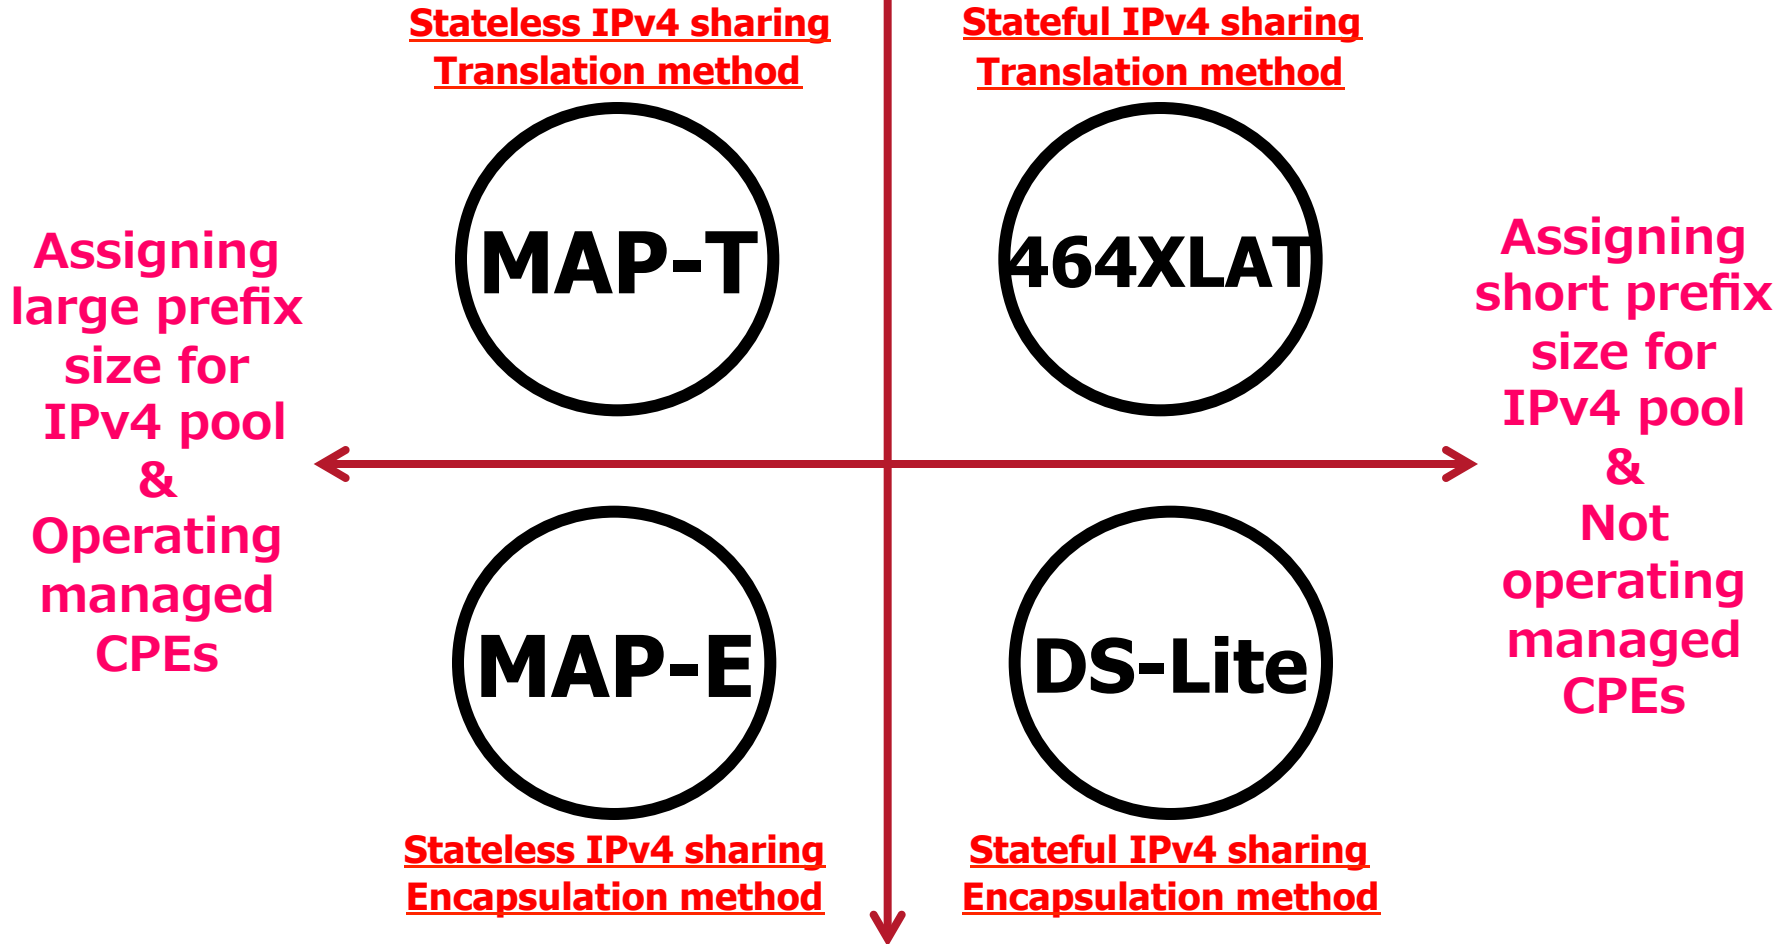 Stateless IPv4 sharing
Translation method
Stateful IPv4 sharing
Translation method
MAP-T
464XLAT
Assigning
large prefix
size for
IPv4 pool
&
Operating
managed
CPEs
Assigning
short prefix
size for
IPv4 pool
&
Not
operating
managed
CPEs
MAP-E
DS-Lite
Stateless IPv4 sharing
Encapsulation method
Stateful IPv4 sharing
Encapsulation method